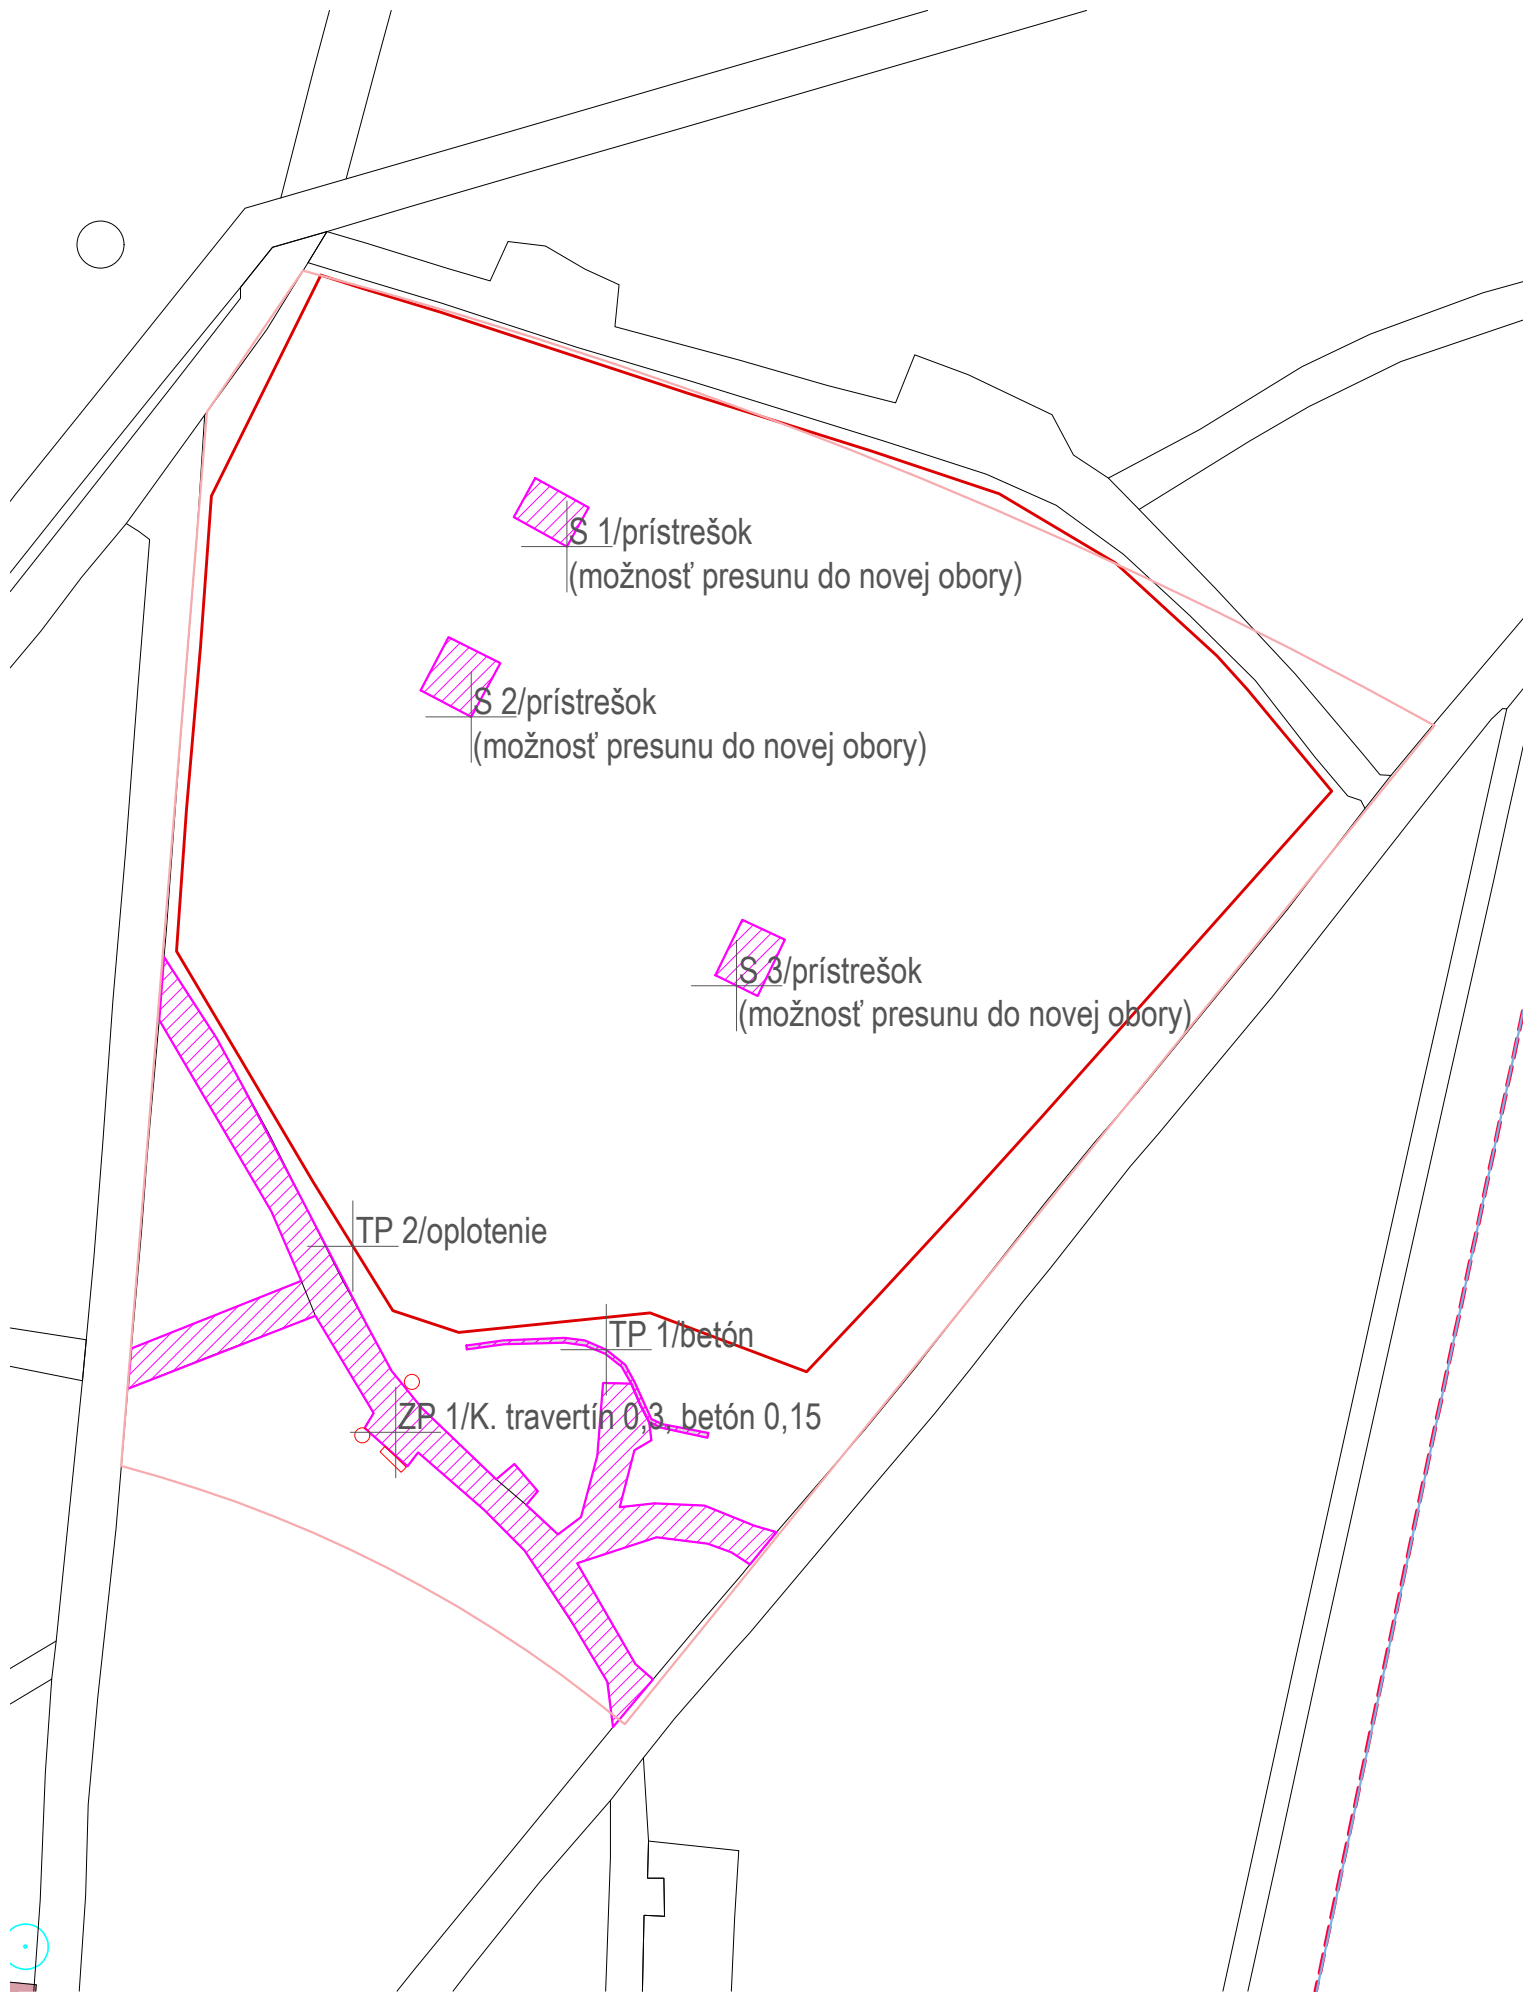 S 1/prístrešok
(možnosť presunu do novej obory)
S 2/prístrešok
(možnosť presunu do novej obory)
S 3/prístrešok
(možnosť presunu do novej obory)
TP 2/oplotenie
TP 1/betón
ZP 1/K. travertín 0,3, betón 0,15